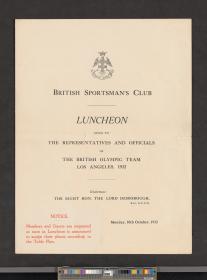 BRITISH SPORTSMAN'S CLUB
LUNCHEON
GIVEN TO
THE REPRESENTATIVES AND OFFICIALS
OF
THE BRITISH OLYMPIC TEAM
LOS ANGELES, 1932
Chairman:
THE RIGHT HON. THE LORD DESBOROUGH,
K.G., G.C.V.O.
NOTICE.
Members and Guests are requested
as soon as Luncheon is announced
to occupy their places according to
the Table Plan.
Monday, 10th October, 1932